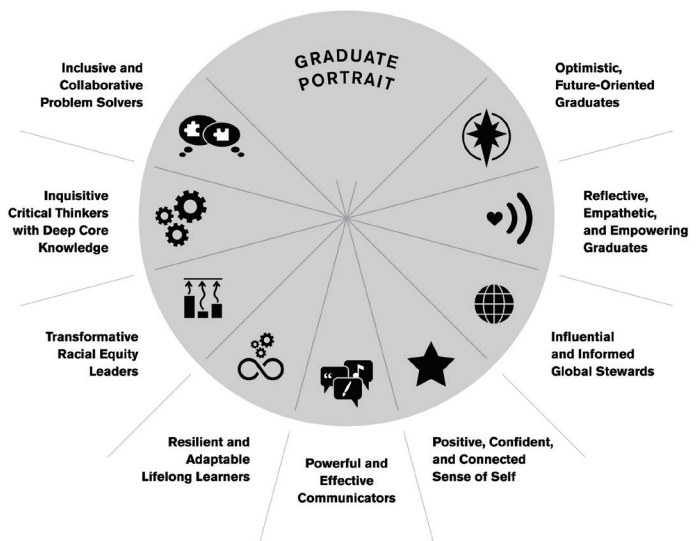 GRADUATE
PORTRAIT
Inclusive and
Collaborative
Problem Solvers
Optimistic,
Future-Oriented
Graduates
Inquisitive
Critical Thinkers
with Deep Core
Knowledge
Reflective,
Empathetic,
and Empowering
Graduates
Transformative
Racial Equity
Leaders
Influential
and Informed
Global Stewards
Resilient and
Adaptable
Lifelong Learners
Powerful and
Effective
Communicators
Positive, Confident,
and Connected
Sense of Self